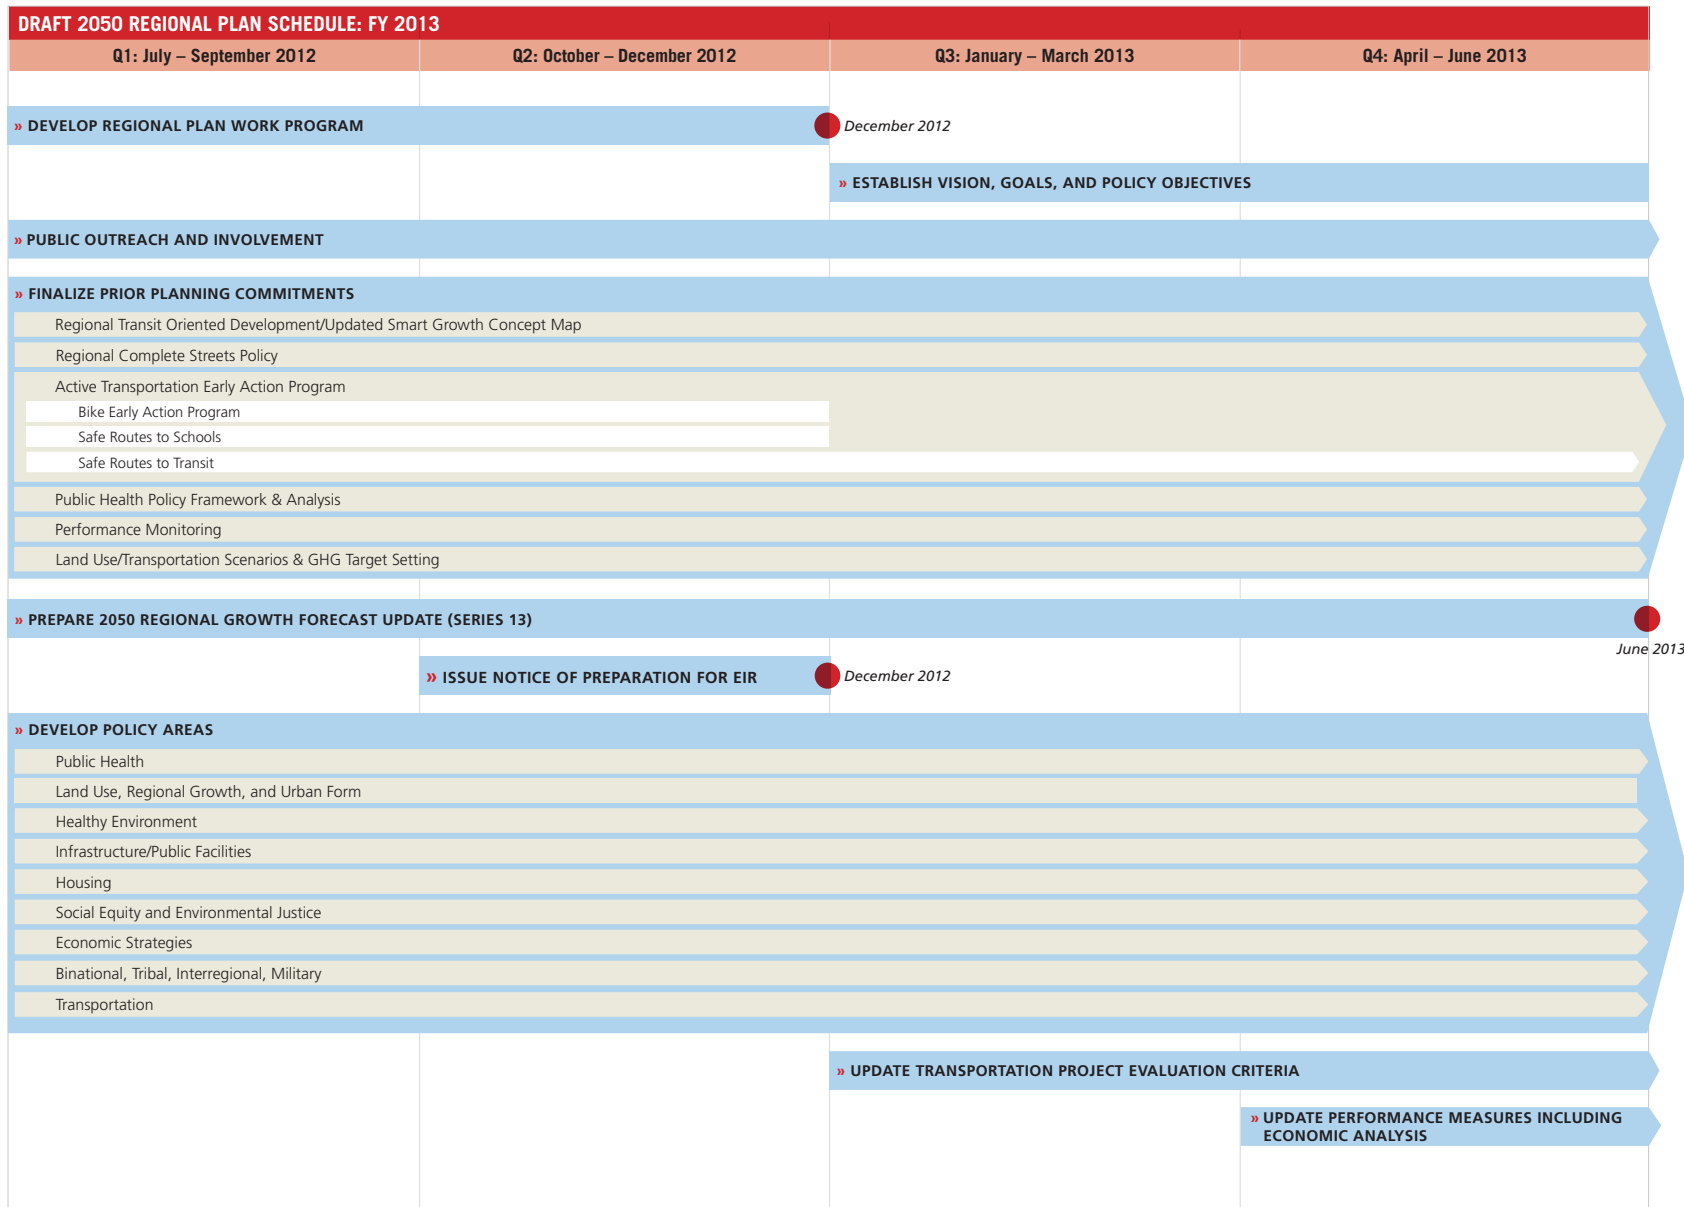 DRAFT 2050 REGIONAL PLAN SCHEDULE: FY 2013
Q1: July – September 2012
Q2: October – December 2012
Q3: January – March 2013
Q4: April – June 2013
» DEVELOP REGIONAL PLAN WORK PROGRAM
December 2012
» ESTABLISH VISION, GOALS, AND POLICY OBJECTIVES
» PUBLIC OUTREACH AND INVOLVEMENT
» FINALIZE PRIOR PLANNING COMMITMENTS
Regional Transit Oriented Development/Updated Smart Growth Concept Map
Regional Complete Streets Policy
Active Transportation Early Action Program
Bike Early Action Program
Safe Routes to Schools
Safe Routes to Transit
Public Health Policy Framework & Analysis
Performance Monitoring
Land Use/Transportation Scenarios & GHG Target Setting
» PREPARE 2050 REGIONAL GROWTH FORECAST UPDATE (SERIES 13)
June 2013
» ISSUE NOTICE OF PREPARATION FOR EIR
December 2012
» DEVELOP POLICY AREAS
Public Health
Land Use, Regional Growth, and Urban Form
Healthy Environment
Infrastructure/Public Facilities
Housing
Social Equity and Environmental Justice
Economic Strategies
Binational, Tribal, Interregional, Military
Transportation
» UPDATE TRANSPORTATION PROJECT EVALUATION CRITERIA
» UPDATE PERFORMANCE MEASURES INCLUDING
ECONOMIC ANALYSIS